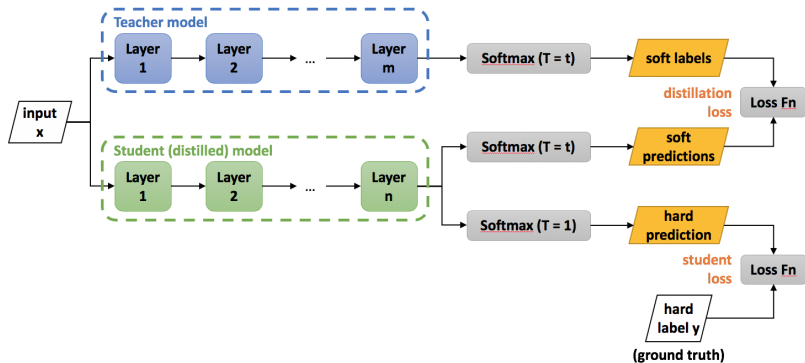 Teacher model
Layer
1
Layer
2
...
Layer
m
Softmax (T = t)
soft labels
input
x
distillation
loss
Loss Fn
Student (distilled) model
Layer
1
Layer
2
...
Layer
n
Softmax (T = t)
soft
predictions
Softmax (T = 1)
hard
prediction
student
loss
Loss Fn
hard
label y
(ground truth)